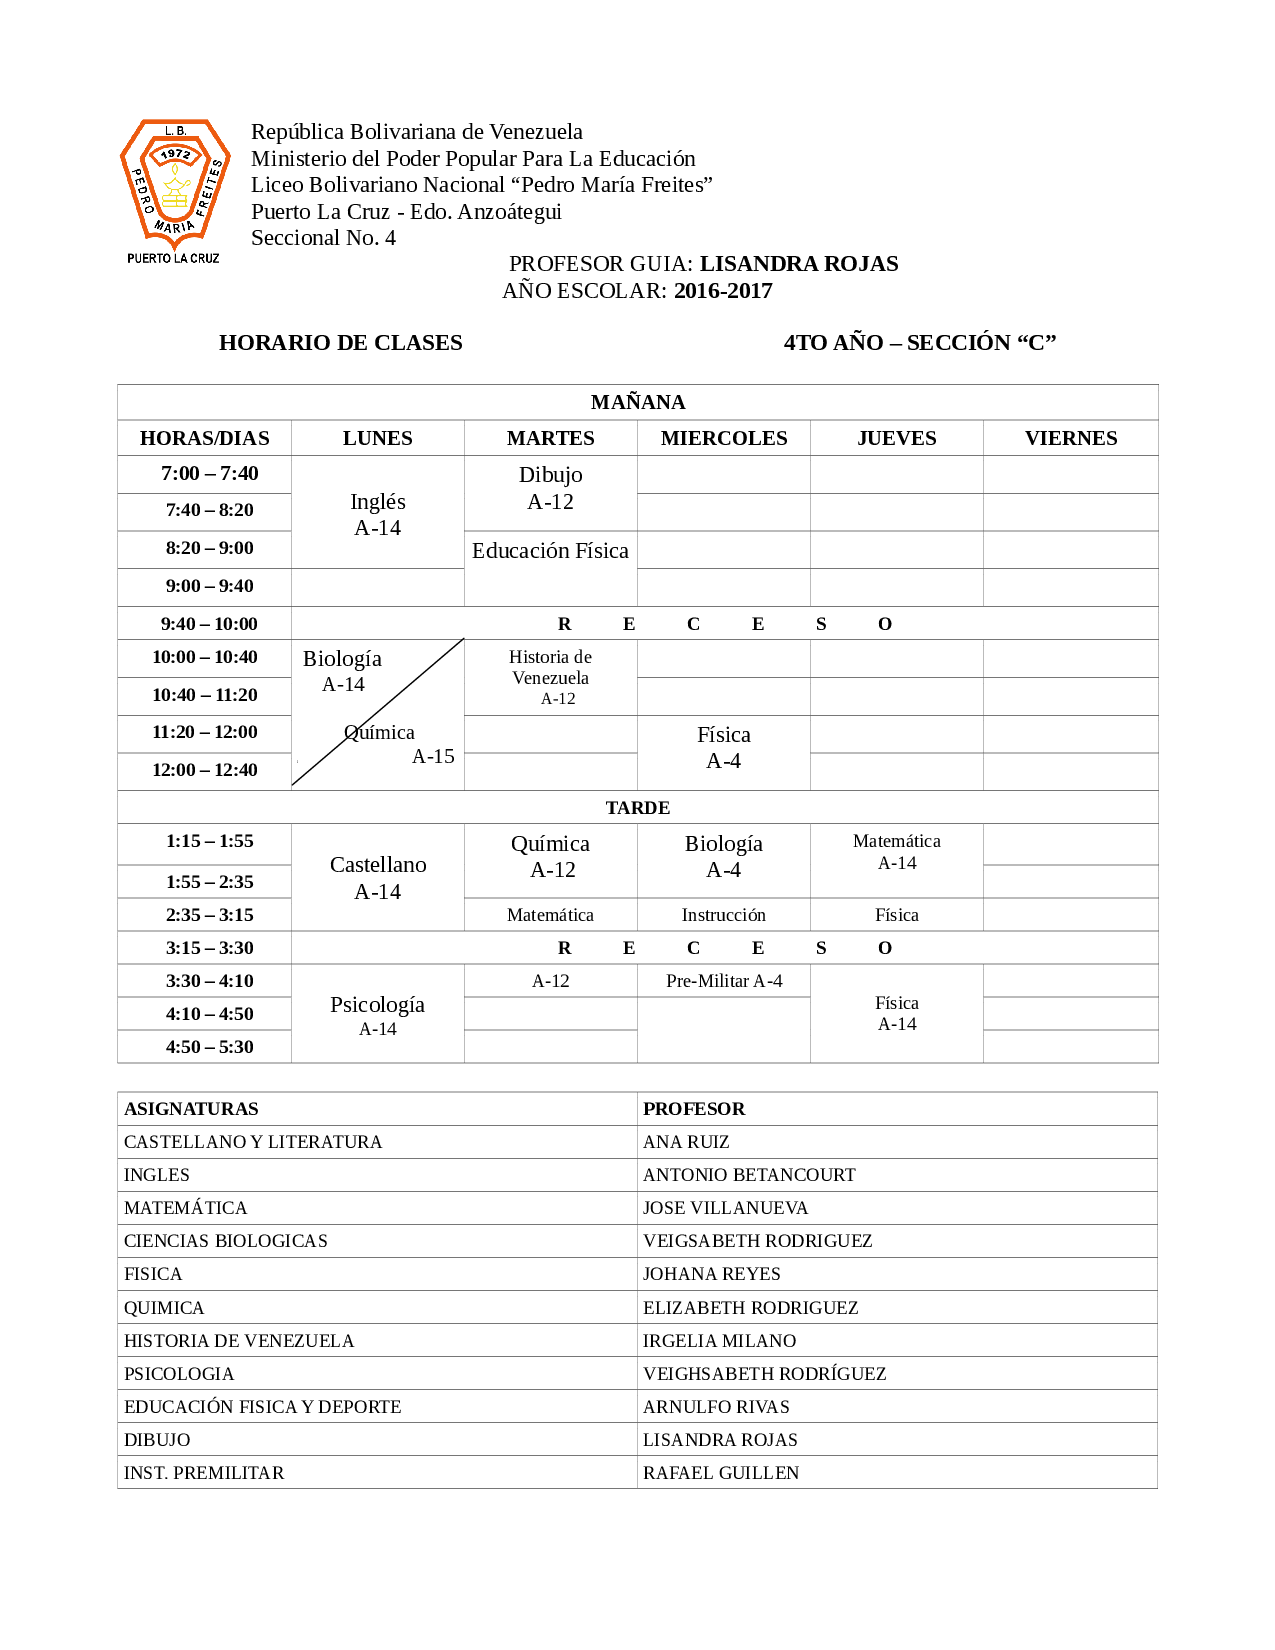 L. B.
1972
PEDRO MARIA FREITES
PUERTO LA CRUZ
República Bolivariana de Venezuela
Ministerio del Poder Popular Para La Educación
Liceo Bolivariano Nacional “Pedro María Freites”
Puerto La Cruz - Edo. Anzoátegui
Seccional No. 4
PROFESOR GUIA: LISANDRA ROJAS
AÑO ESCOLAR: 2016-2017
HORARIO DE CLASES 4TO AÑO – SECCIÓN “C”
MAÑANA
HORAS/DIAS LUNES MARTES MIERCOLES JUEVES VIERNES
7:00 – 7:40 Dibujo
Inglés A-12
7:40 – 8:20
A-14
8:20 – 9:00 Educación Física
9:00 – 9:40
9:40 – 10:00 R E C E S O
10:00 – 10:40 Biología Historia de
Venezuela
A-14 A-12
10:40 – 11:20
11:20 – 12:00 Química Física
A-15 A-4
12:00 – 12:40
TARDE
1:15 – 1:55 Química Biología Matemática
Castellano A-12 A-4 A-14
1:55 – 2:35
A-14
2:35 – 3:15 Matemática Instrucción Física
3:15 – 3:30 R E C E S O
3:30 – 4:10 A-12 Pre-Militar A-4
Psicología Física
4:10 – 4:50
A-14 A-14
4:50 – 5:30
ASIGNATURAS PROFESOR
CASTELLANO Y LITERATURA ANA RUIZ
INGLES ANTONIO BETANCOURT
MATEMÁTICA JOSE VILLANUEVA
CIENCIAS BIOLOGICAS VEIGSABETH RODRIGUEZ
FISICA JOHANA REYES
QUIMICA ELIZABETH RODRIGUEZ
HISTORIA DE VENEZUELA IRGELIA MILANO
PSICOLOGIA VEIGHSABETH RODRÍGUEZ
EDUCACIÓN FISICA Y DEPORTE ARNULFO RIVAS
DIBUJO LISANDRA ROJAS
INST. PREMILITAR RAFAEL GUILLEN